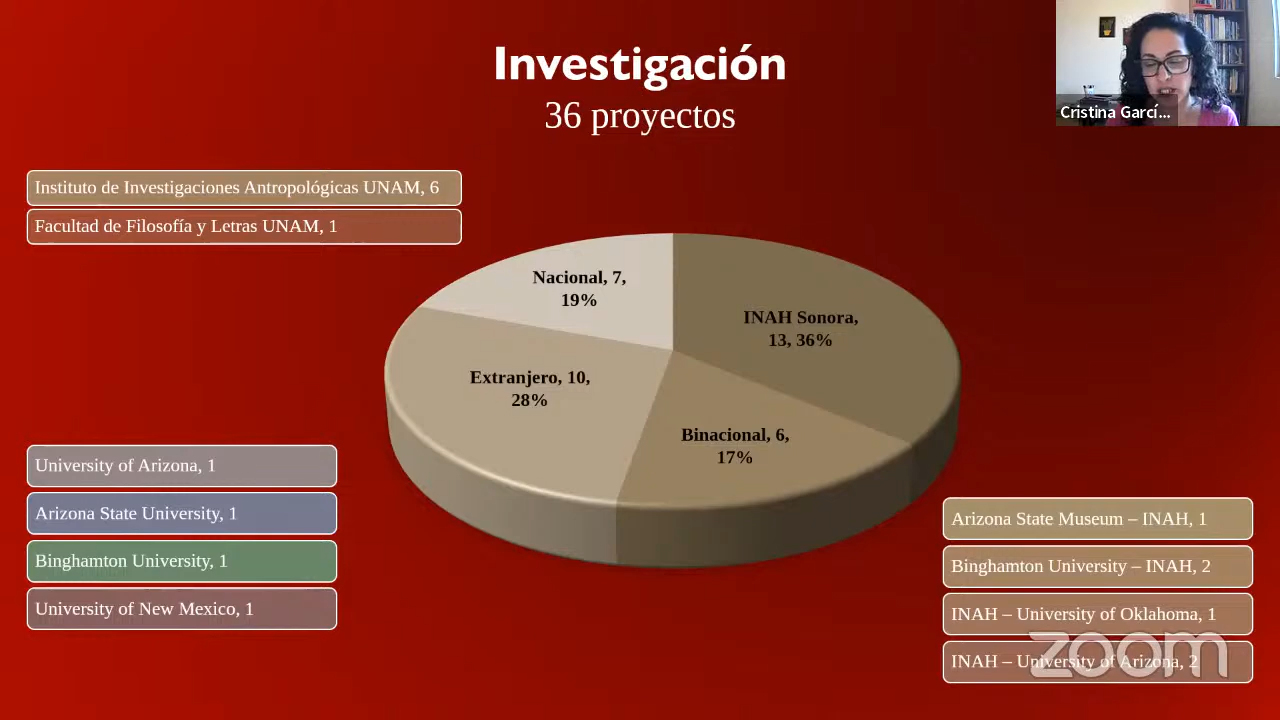 Investigación
36 proyectos
Cristina Garcí...
Instituto de Investigaciones Antropológicas UNAM, 6
Facultad de Filosofía y Letras UNAM, 1
Nacional, 7,
19%
INAH Sonora,
13, 36%
Extranjero, 10,
28%
Binacional, 6,
17%
University of Arizona, 1
Arizona State University, 1
Binghamton University, 1
University of New Mexico, 1
Arizona State Museum – INAH, 1
Binghamton University – INAH, 2
INAH – University of Oklahoma, 1
INAH – University of Arizona, 2
zoom